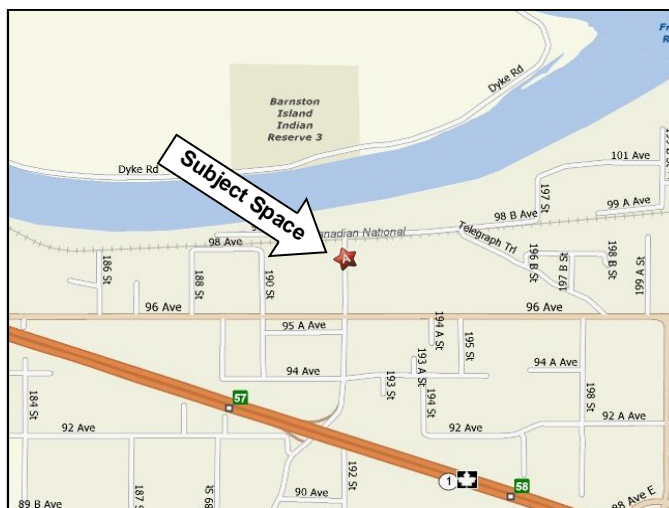 Barnston
Island
Indian
Reserve 3
Dyke Rd
Dyke Rd
Subject Space
101 Ave
197 St
99 A Ave
98 B Ave
Telegraph Trl
98 Ave
anadian National
A
186 St
188 St
190 St
196 B St
197 B St
198 B St
199 A St
96 Ave
96 Ave
95 A Ave
194 A St
195 St
94 Ave
193 St
193 A St
194 St
94 A Ave
198 St
184 St
57
92 Ave
92 Ave
92 A Ave
192 St
1
58
90 Ave
89 B Ave
88 Ave E